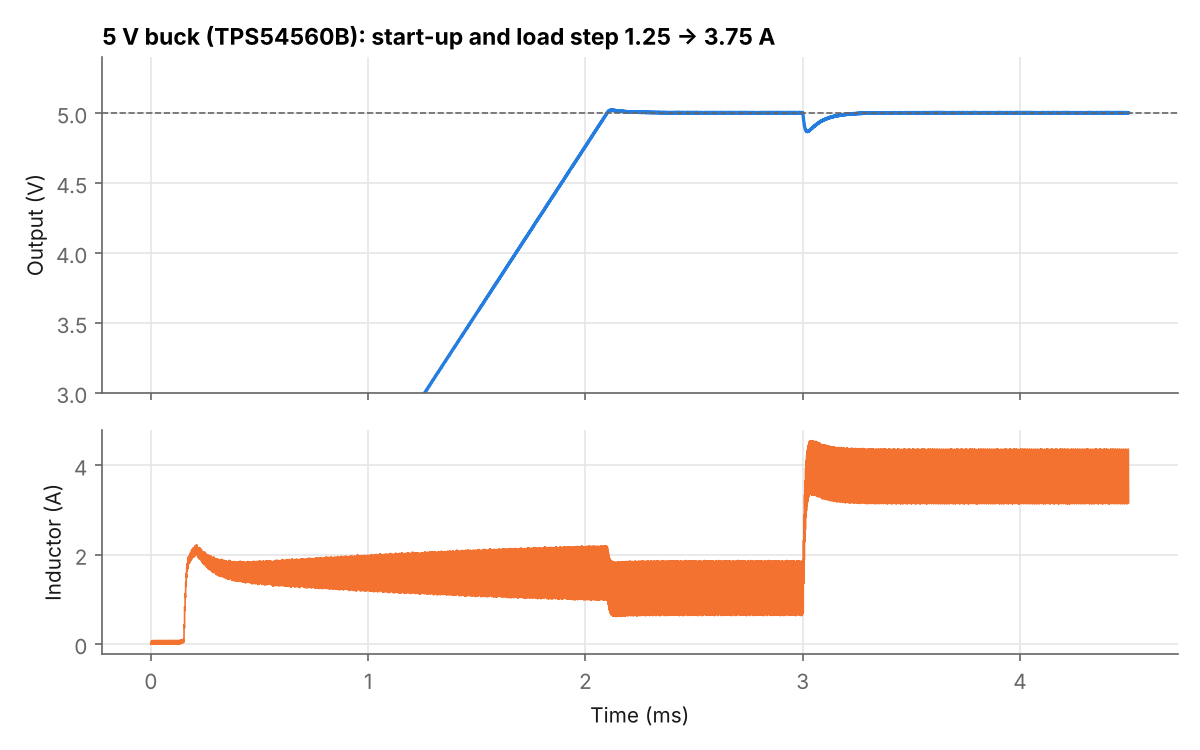 5 V buck (TPS54560B): start-up and load step 1.25 → 3.75 A
Output (V)
5.0
4.5
4.0
3.5
3.0
Inductor (A)
4
2
0
0 1 2 3 4
Time (ms)